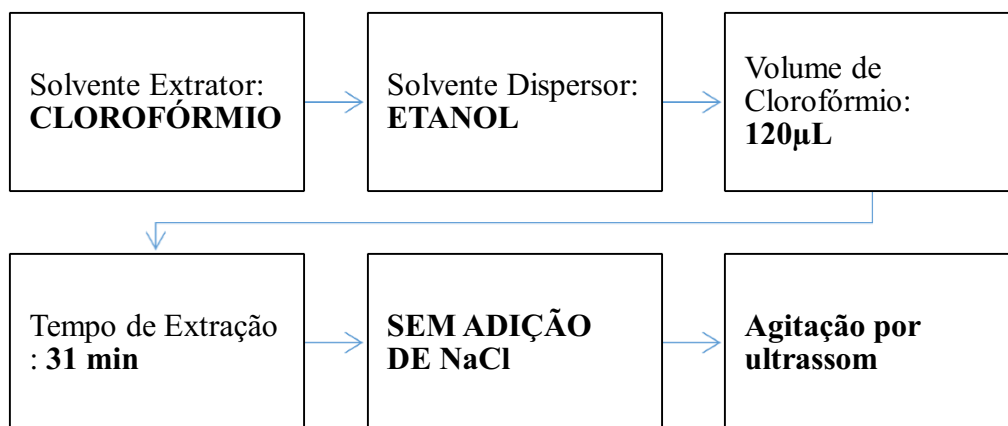 Solvente Extrator:
CLOROFÓRMIO
Solvente Dispersor:
ETANOL
Volume de
Clorofórmio:
120µL
Tempo de Extração
: 31 min
SEM ADIÇÃO
DE NaCl
Agitação por
ultrassom